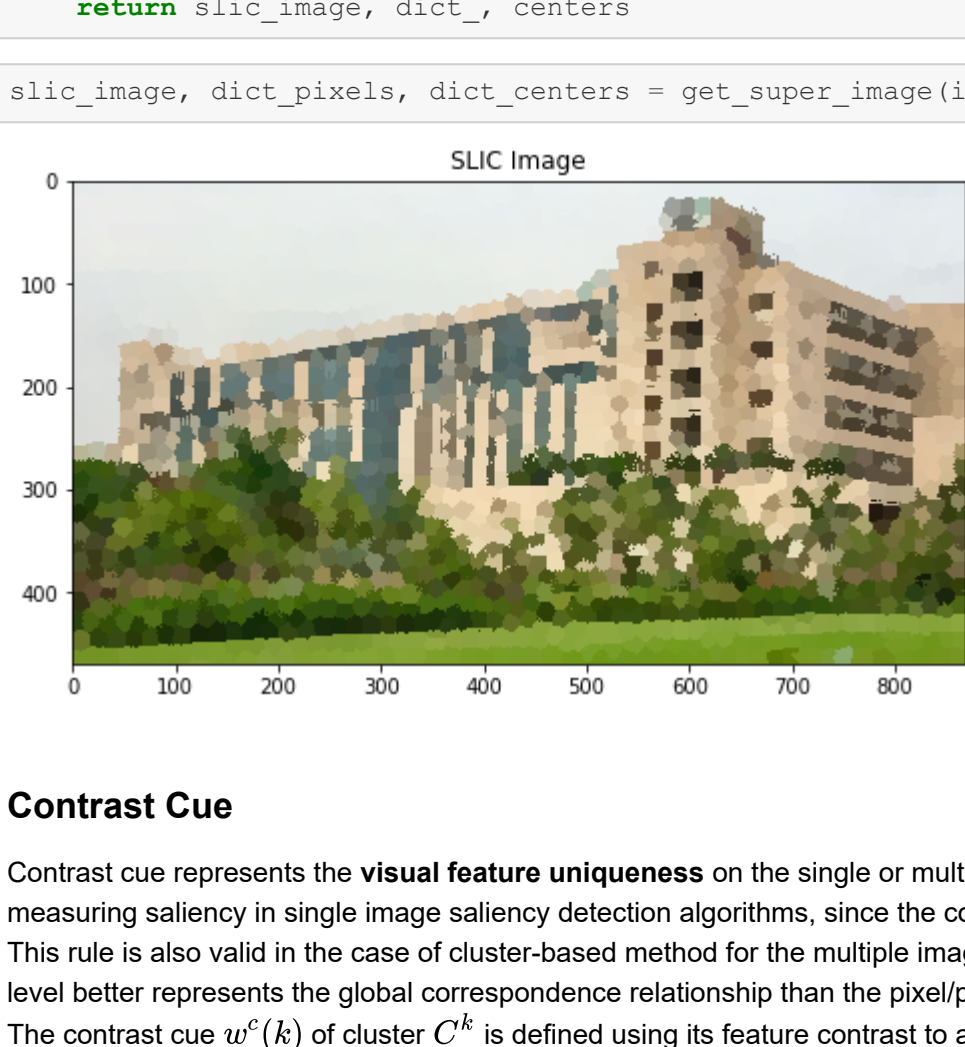 return slic_image, dict_, centers
slic_image, dict_pixels, dict_centers = get_super_image(i
SLIC Image
0
100
200
300
400
0 100 200 300 400 500 600 700 800
Contrast Cue
Contrast cue represents the visual feature uniqueness on the single or mult
measuring saliency in single image saliency detection algorithms, since the co
This rule is also valid in the case of cluster-based method for the multiple imag
level better represents the global correspondence relationship than the pixel/p
The contrast cue w^c(k) of cluster C^k is defined using its feature contrast to a